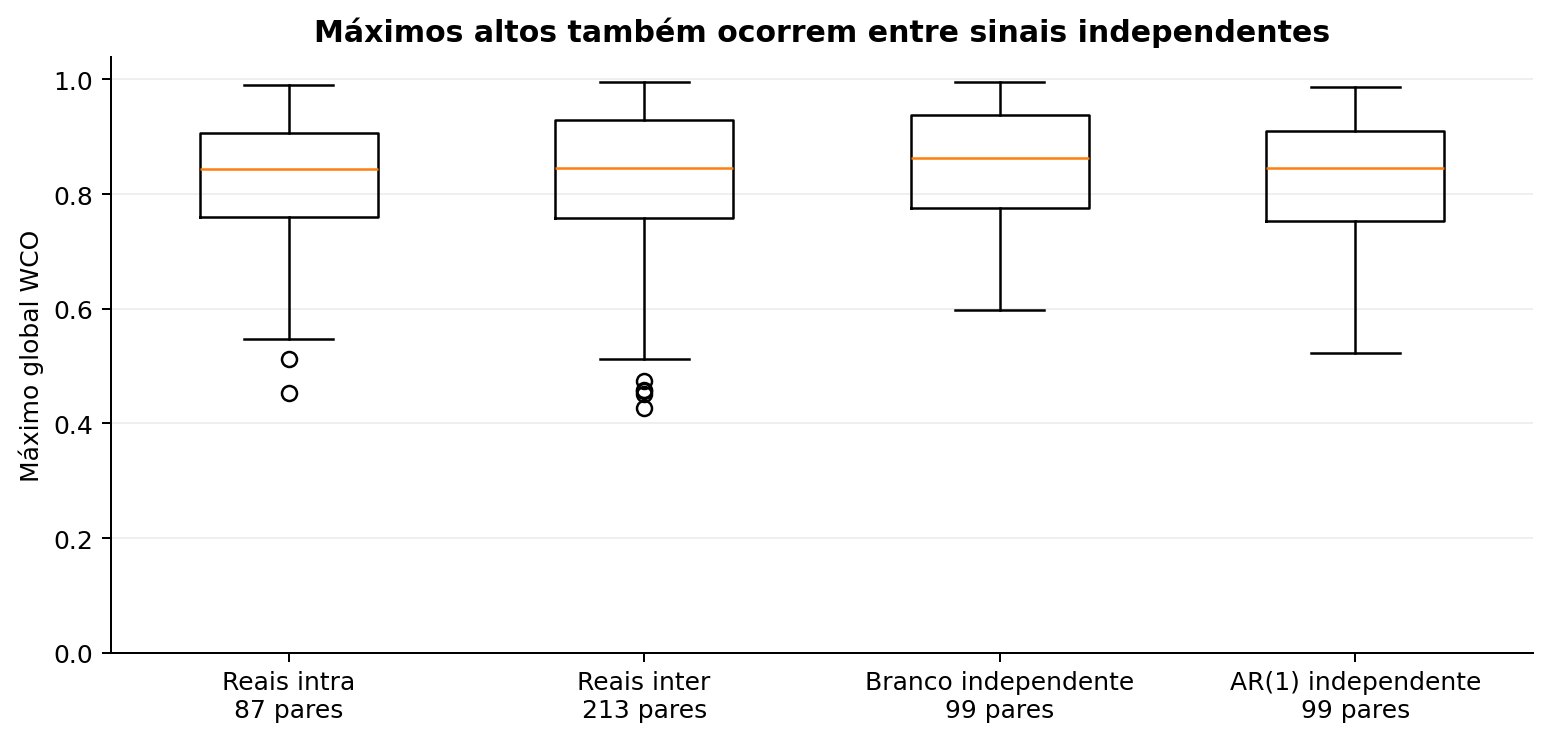 Máximos altos também ocorrem entre sinais independentes
Máximo global WCO
1.0
0.8
0.6
0.4
0.2
0.0
Reais intra
87 pares
Reais inter
213 pares
Branco independente
99 pares
AR(1) independente
99 pares